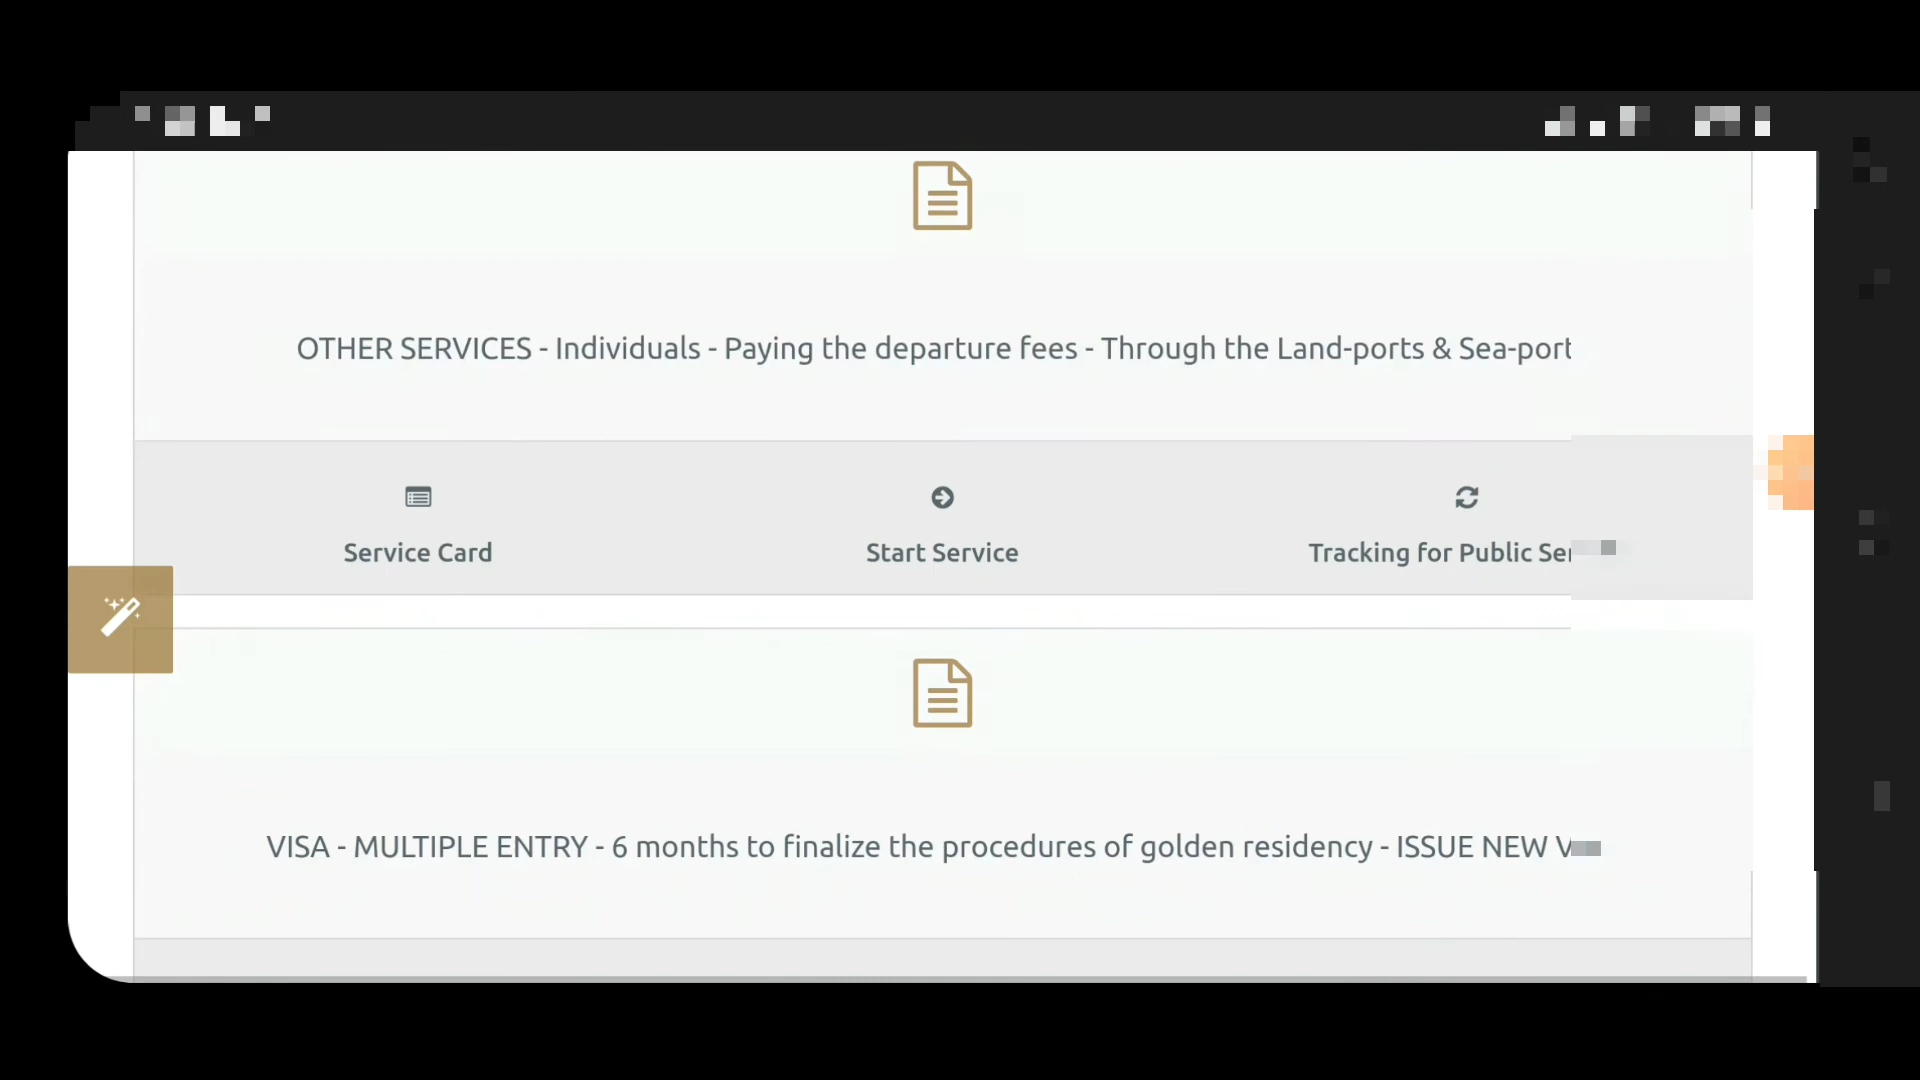 OTHER SERVICES - Individuals - Paying the departure fees - Through the Land-ports & Sea-port
Service Card
Start Service
Tracking for Public
VISA - MULTIPLE ENTRY - 6 months to finalize the procedures of golden residency - ISSUE NEW